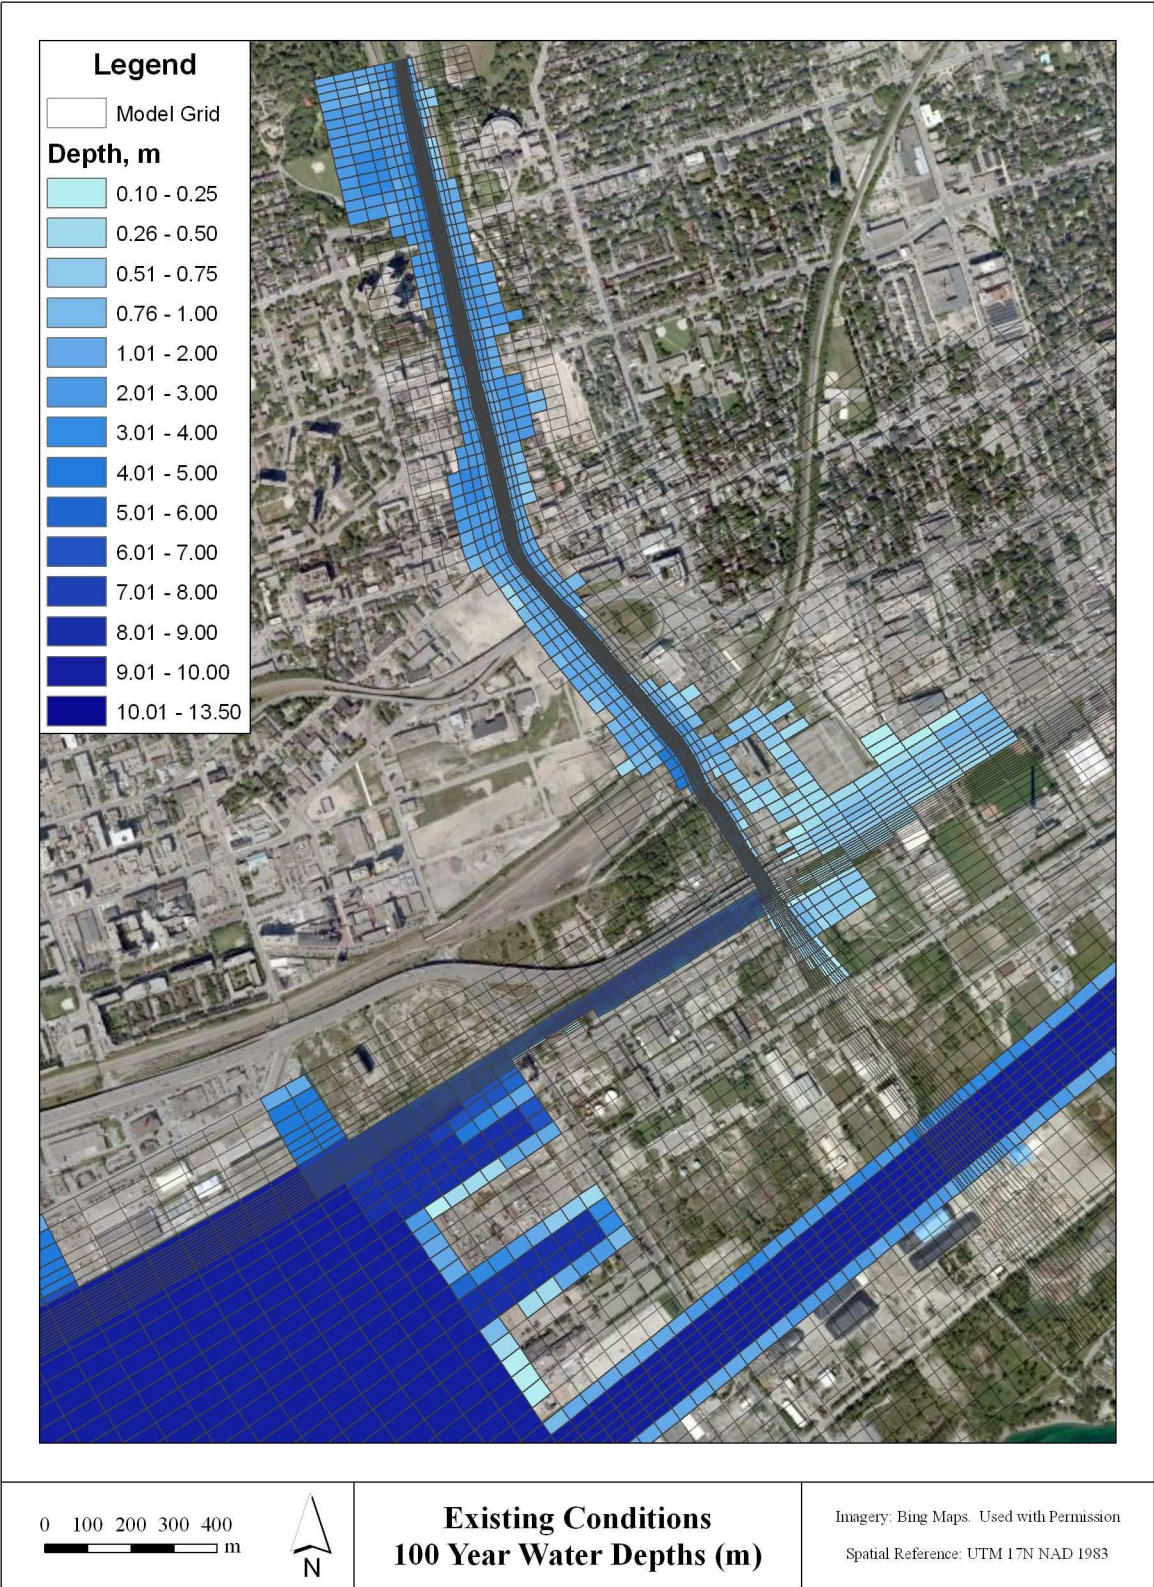 Legend
Model Grid
Depth, m
0.10 - 0.25
0.26 - 0.50
0.51 - 0.75
0.76 - 1.00
1.01 - 2.00
2.01 - 3.00
3.01 - 4.00
4.01 - 5.00
5.01 - 6.00
6.01 - 7.00
7.01 - 8.00
8.01 - 9.00
9.01 - 10.00
10.01 - 13.50
0 100 200 300 400
m
N
Existing Conditions
100 Year Water Depths (m)
Imagery: Bing Maps. Used with Permission
Spatial Reference: UTM 17N NAD 1983